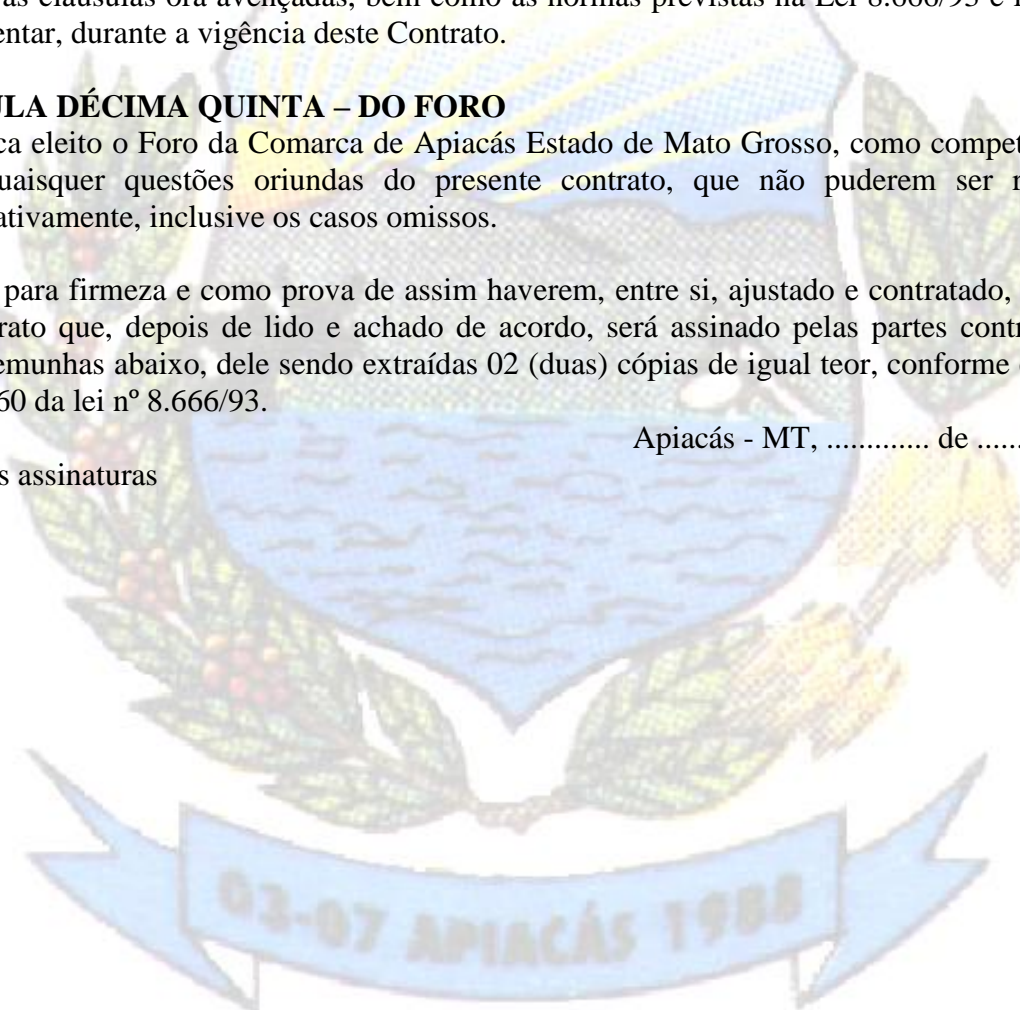 as cláusulas ora avençadas, bem como as normas previstas na Lei 8.666/93 e
entar, durante a vigência deste Contrato.
ULA DÉCIMA QUINTA – DO FORO
ca eleito o Foro da Comarca de Apiacás Estado de Mato Grosso, como compet
uaisquer questões oriundas do presente contrato, que não puderem ser r
ativamente, inclusive os casos omissos.
para firmeza e como prova de assim haverem, entre si, ajustado e contratado,
rato que, depois de lido e achado de acordo, será assinado pelas partes contr
emunhas abaixo, dele sendo extraídas 02 (duas) cópias de igual teor, conforme
60 da lei nº 8.666/93.
Apiacás - MT, ............. de ......
s assinaturas
03-07 APIACÁS 1988